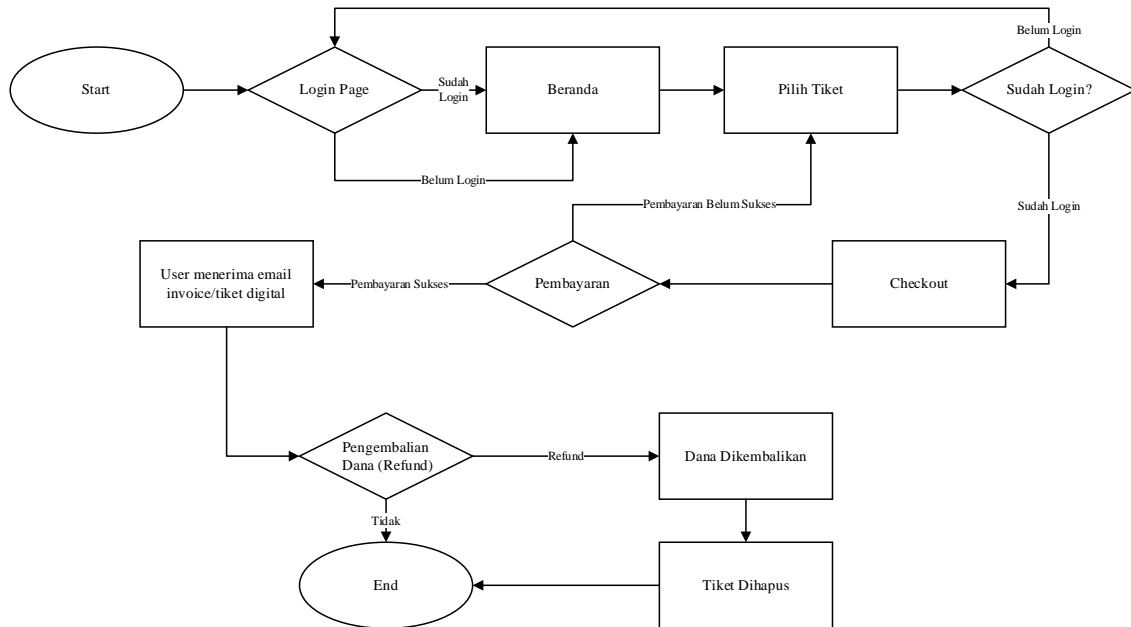 Belum Login
Start
Login Page
Sudah
Login
Beranda
Pilih Tiket
Sudah Login?
Belum Login
Pembayaran Belum Sukses
Sudah Login
User menerima email
invoice/tiket digital
Pembayaran Sukses
Pembayaran
Checkout
Pengembalian
Dana (Refund)
Refund
Dana Dikembalikan
Tidak
End
Tiket Dihapus